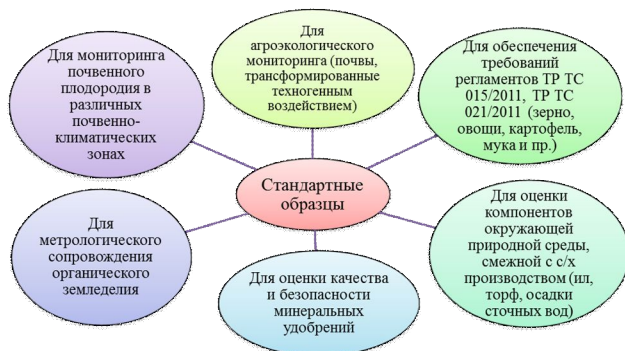 Для мониторинга
почвенного
плодородия в
различных
почвенно-
климатических
зонах
Для
агроэкологического
мониторинга (почвы,
трансформированные
техногенным
воздействием)
Для обеспечения
требований
регламентов ТР ТС
015/2011, ТР ТС
021/2011 (зерно,
овощи, картофель,
мука и пр.)
Стандартные
образцы
Для
метрологического
сопровождения
органического
земледелия
Для оценки качества
и безопасности
минеральных
удобрений
Для оценки
компонентов
окружающей
природной среды,
смежной с с/х
производством (ил,
торф, осадки
сточных вод)